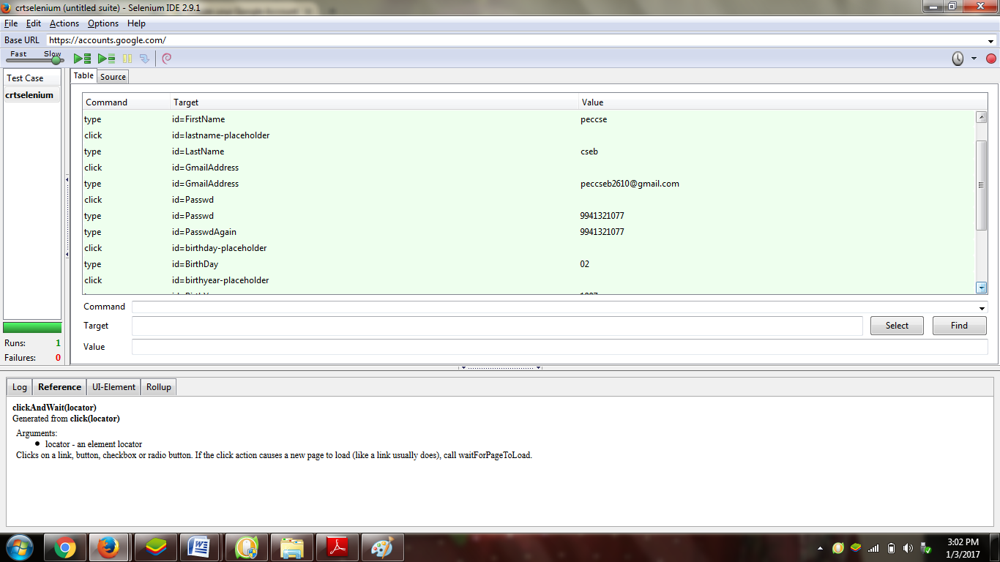 crtselenium (untitled suite) - Selenium IDE 2.9.1
File Edit Actions Options Help
Base URL https://accounts.google.com/
Fast Slow
Test Case
crtselenium
Table Source
Command Target Value
type id=FirstName peccse
click id=lastname-placeholder
type id=LastName cseb
click id=GmailAddress
type id=GmailAddress peccseb2610@gmail.com
click id=Passwd
type id=Passwd 9941321077
type id=PasswdAgain 9941321077
click id=birthday-placeholder
type id=BirthDay 02
click id=birthyear-placeholder
Command
Target Select Find
Value
Runs: 1
Failures: 0
Log Reference UI-Element Rollup
clickAndWait(locator)
Generated from click(locator)
Arguments:
locator - an element locator
Clicks on a link, button, checkbox or radio button. If the click action causes a new page to load (like a link usually does), call waitForPageToLoad.
3:02 PM
1/3/2017